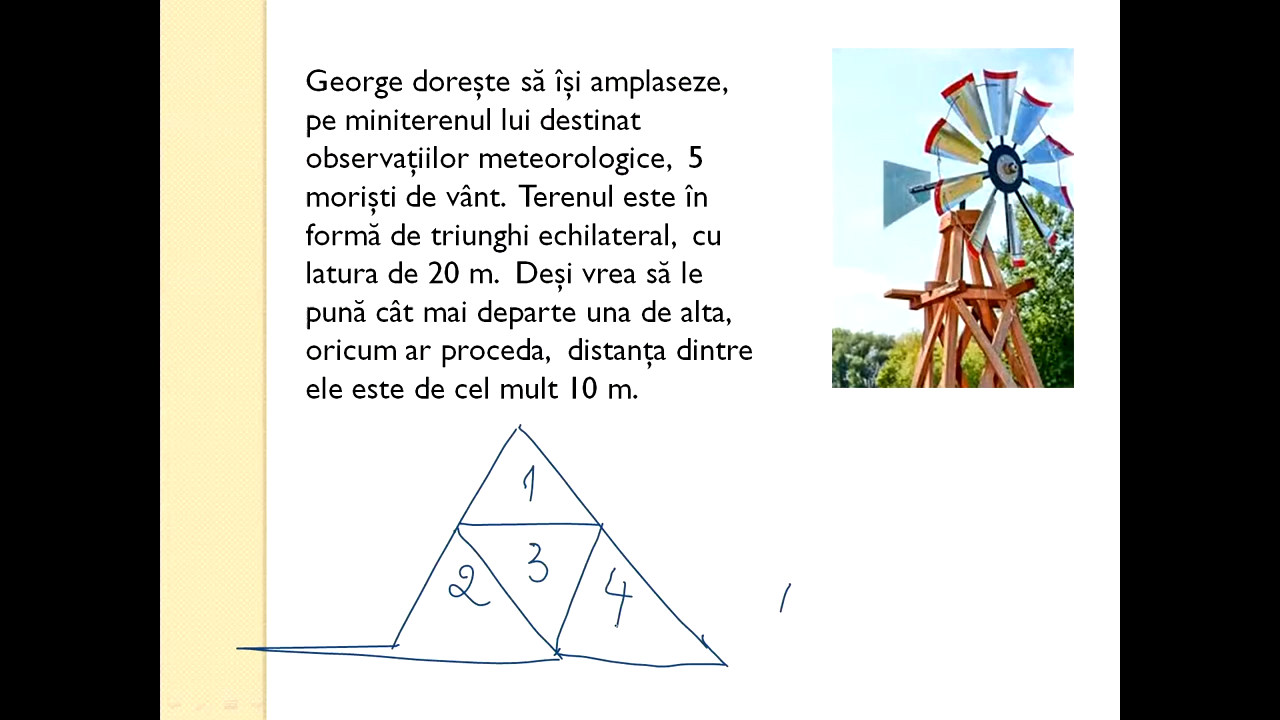 George dorește să își amplaseze,
pe miniterenul lui destinat
observațiilor meteorologice, 5
moriști de vânt. Terenul este în
formă de triunghi echilateral, cu
latura de 20 m. Deși vrea să le
pună cât mai departe una de alta,
oricum ar proceda, distanța dintre
ele este de cel mult 10 m.
1
2 3 4